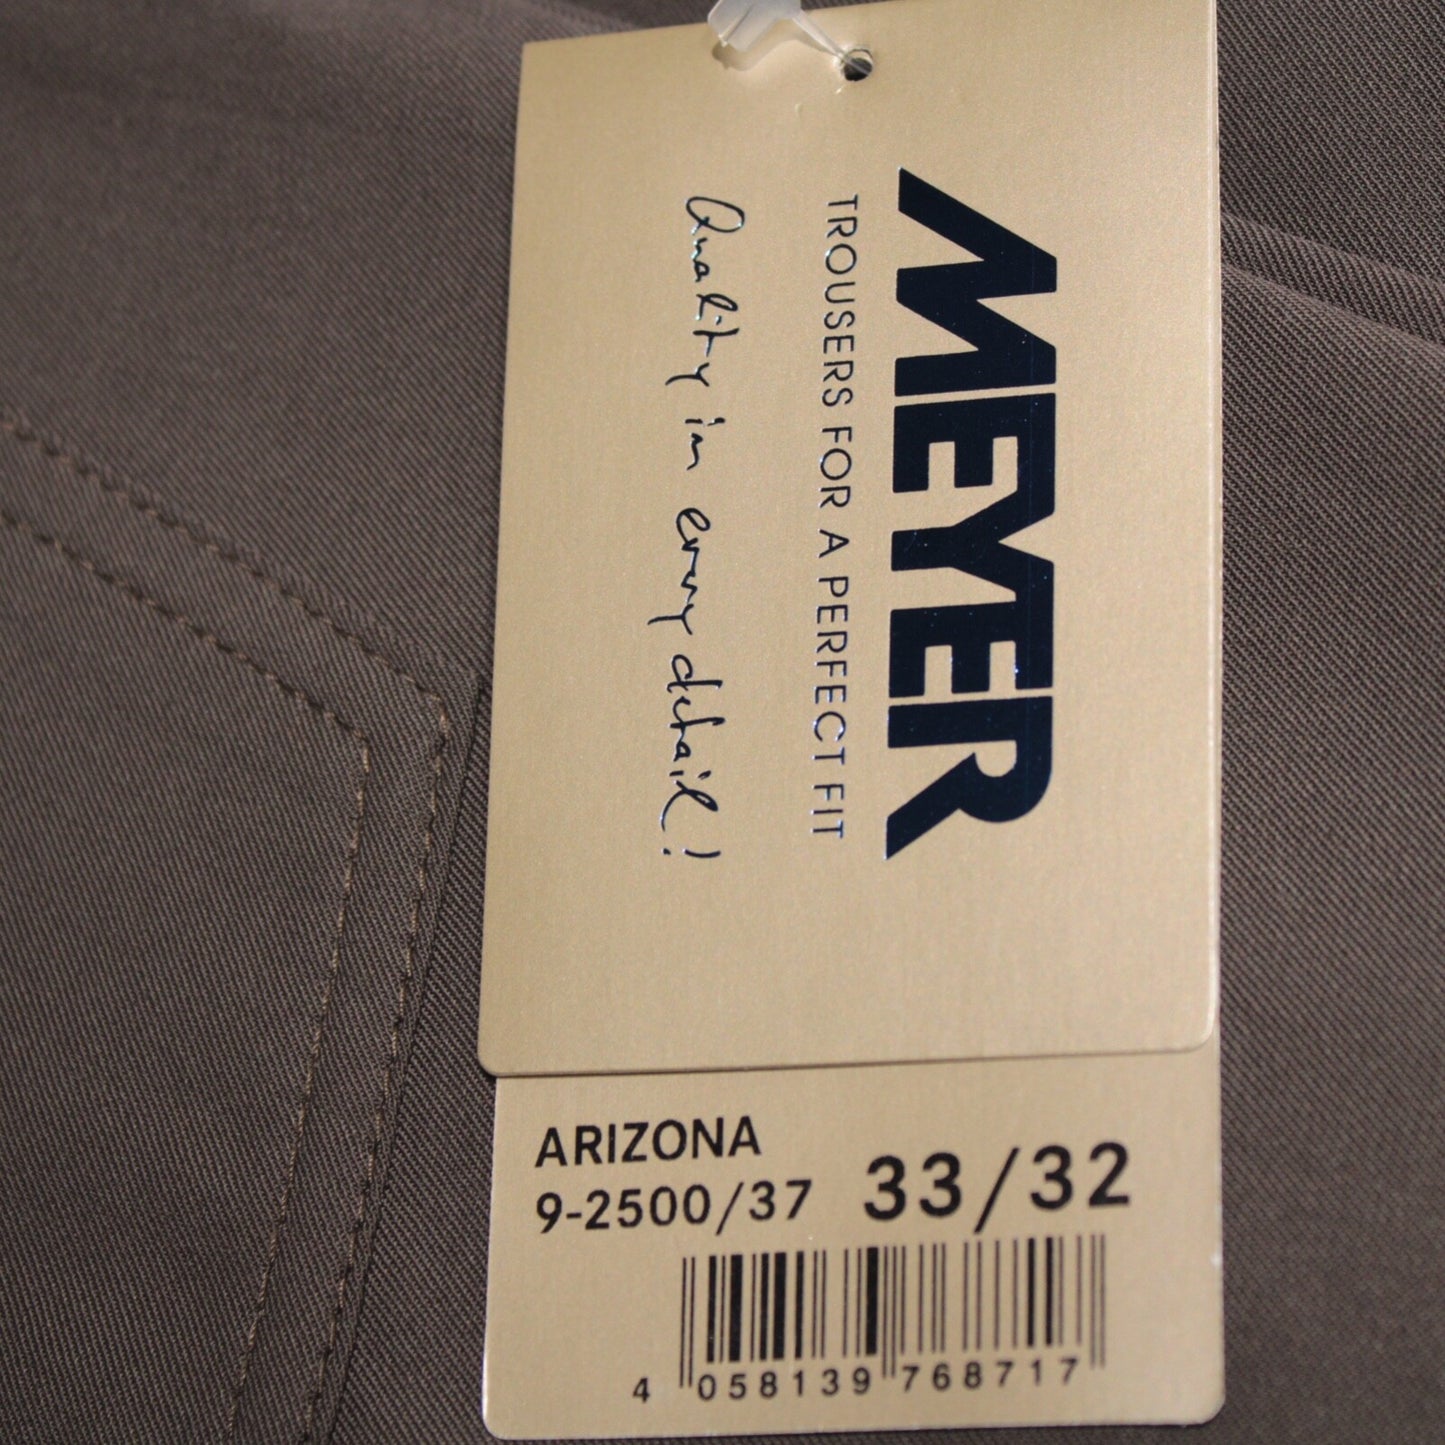 MEYER
TROUSERS FOR A PERFECT FIT
Quality in every detail!
ARIZONA
9-2500/37 33/32
4 058139 768717